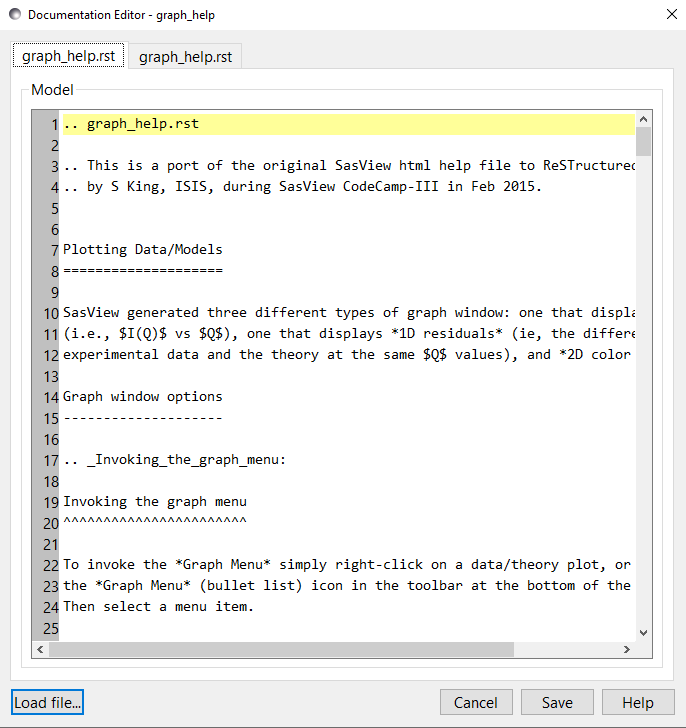 Documentation Editor - graph_help
graph_help.rst graph_help.rst
Model
1 .. graph_help.rst
2
3 .. This is a port of the original SasView html help file to ReSTructured
4 .. by S King, ISIS, during SasView CodeCamp-III in Feb 2015.
5
6
7 Plotting Data/Models
8 ====================
9
10 SasView generated three different types of graph window: one that displa
11 (i.e., $I(Q)$ vs $Q$), one that displays *1D residuals* (ie, the differe
12 experimental data and the theory at the same $Q$ values), and *2D color
13
14 Graph window options
15 --------------------
16
17 .. _Invoking_the_graph_menu:
18
19 Invoking the graph menu
20 ^^^^^^^^^^^^^^^^^^^^^^^
21
22 To invoke the *Graph Menu* simply right-click on a data/theory plot, or
23 the *Graph Menu* (bullet list) icon in the toolbar at the bottom of the
24 Then select a menu item.
25
Load file... Cancel Save Help